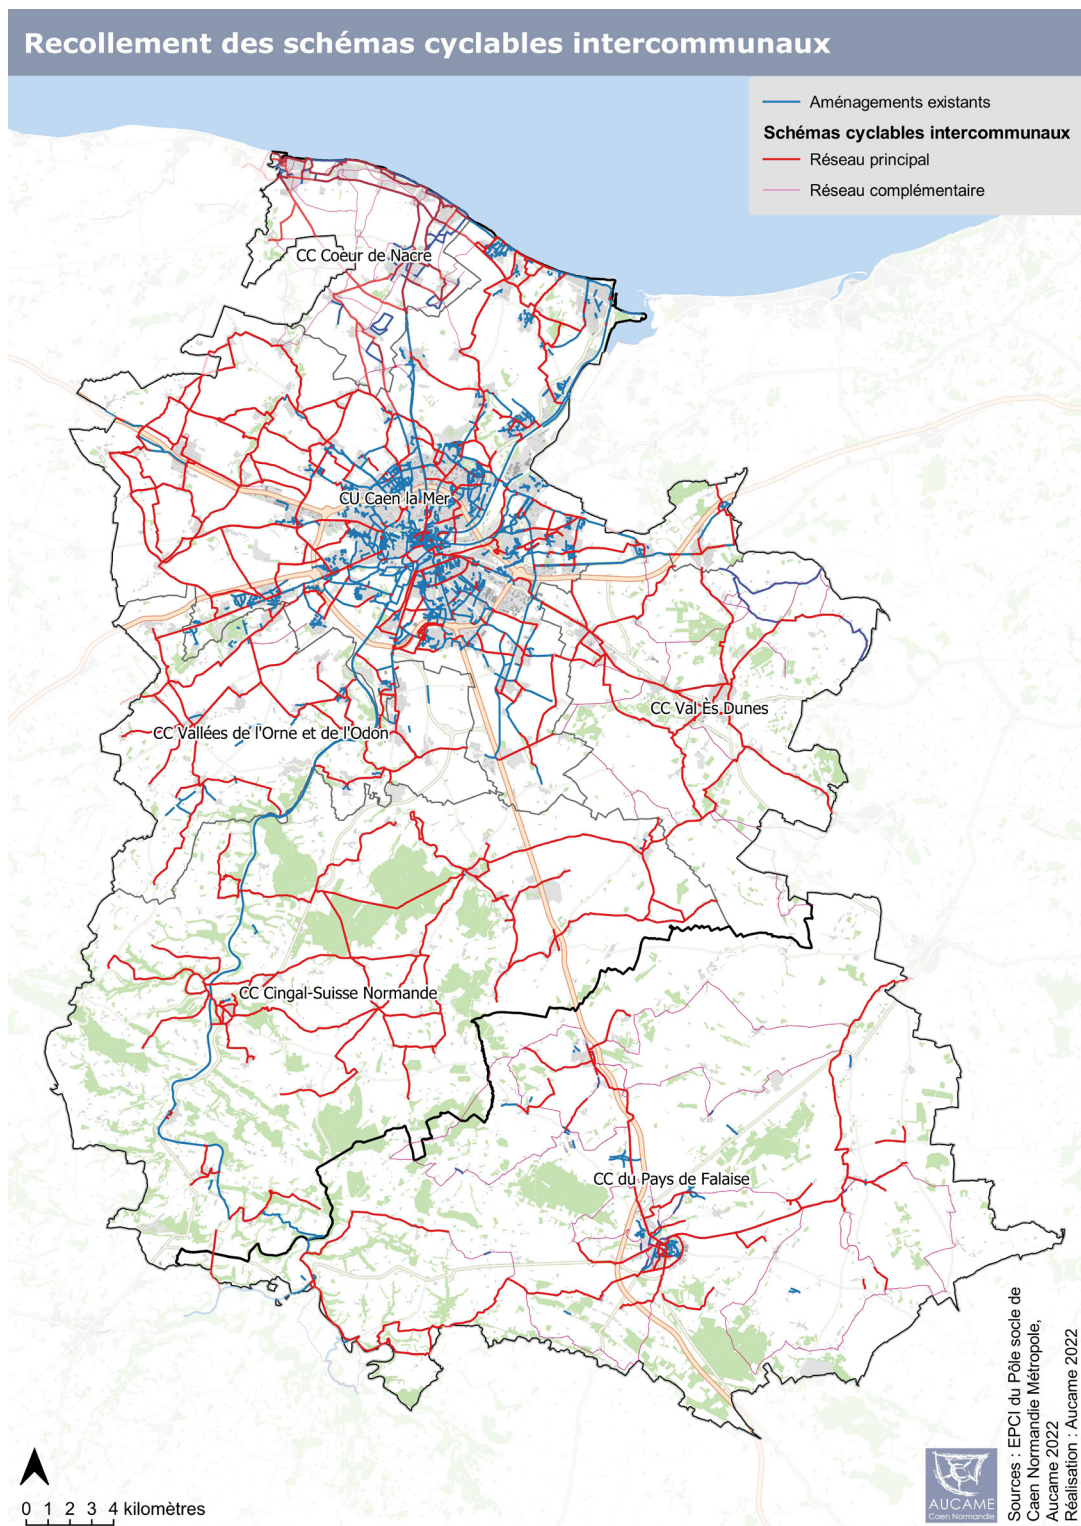 Recollement des schémas cyclables intercommunaux
Aménagements existants
Schémas cyclables intercommunaux
Réseau principal
Réseau complémentaire
CC Coeur de Nacre
CU Caen la Mer
CC Val Ès Dunes
CC Vallées de l'Orne et de l'Odon
CC Cingal-Suisse Normande
CC du Pays de Falaise
0 1 2 3 4 kilomètres
AUCAME
Caen Normandie
Sources : EPCI du Pôle socle de
Caen Normandie Métropole,
Aucame 2022
Réalisation : Aucame 2022